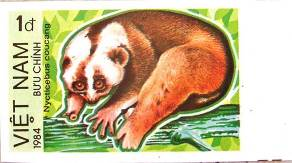 1đ
VIỆT NAM
BƯU CHÍNH
Nycticebus coucang
1984